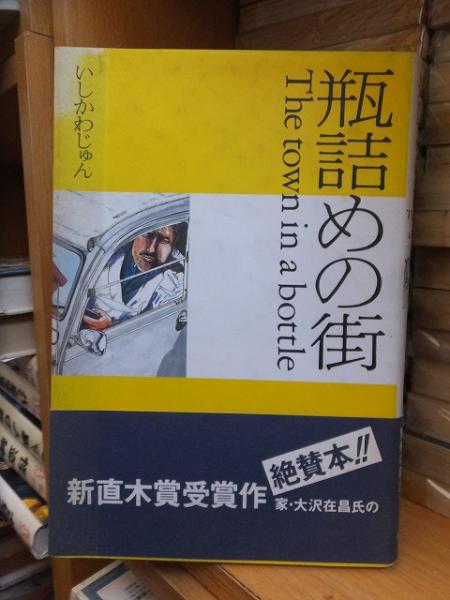 瓶詰めの街
The town in a bottle
いしかわじゅん
新直木賞受賞作
家・大沢在昌氏の
絶賛本!!